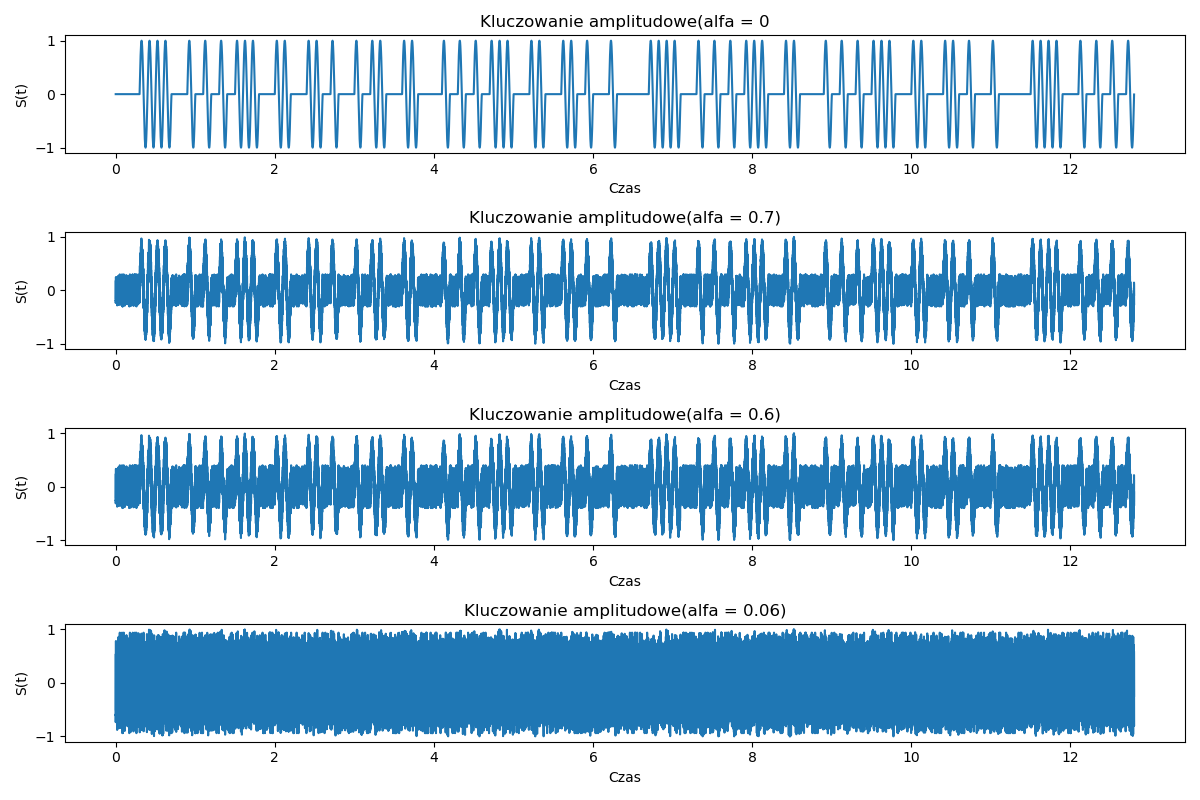 Kluczowanie amplitudowe(alfa = 0
1
0
−1
S(t)
0 2 4 6 8 10 12
Czas
Kluczowanie amplitudowe(alfa = 0.7)
1
0
−1
S(t)
0 2 4 6 8 10 12
Czas
Kluczowanie amplitudowe(alfa = 0.6)
1
0
−1
S(t)
0 2 4 6 8 10 12
Czas
Kluczowanie amplitudowe(alfa = 0.06)
1
0
−1
S(t)
0 2 4 6 8 10 12
Czas